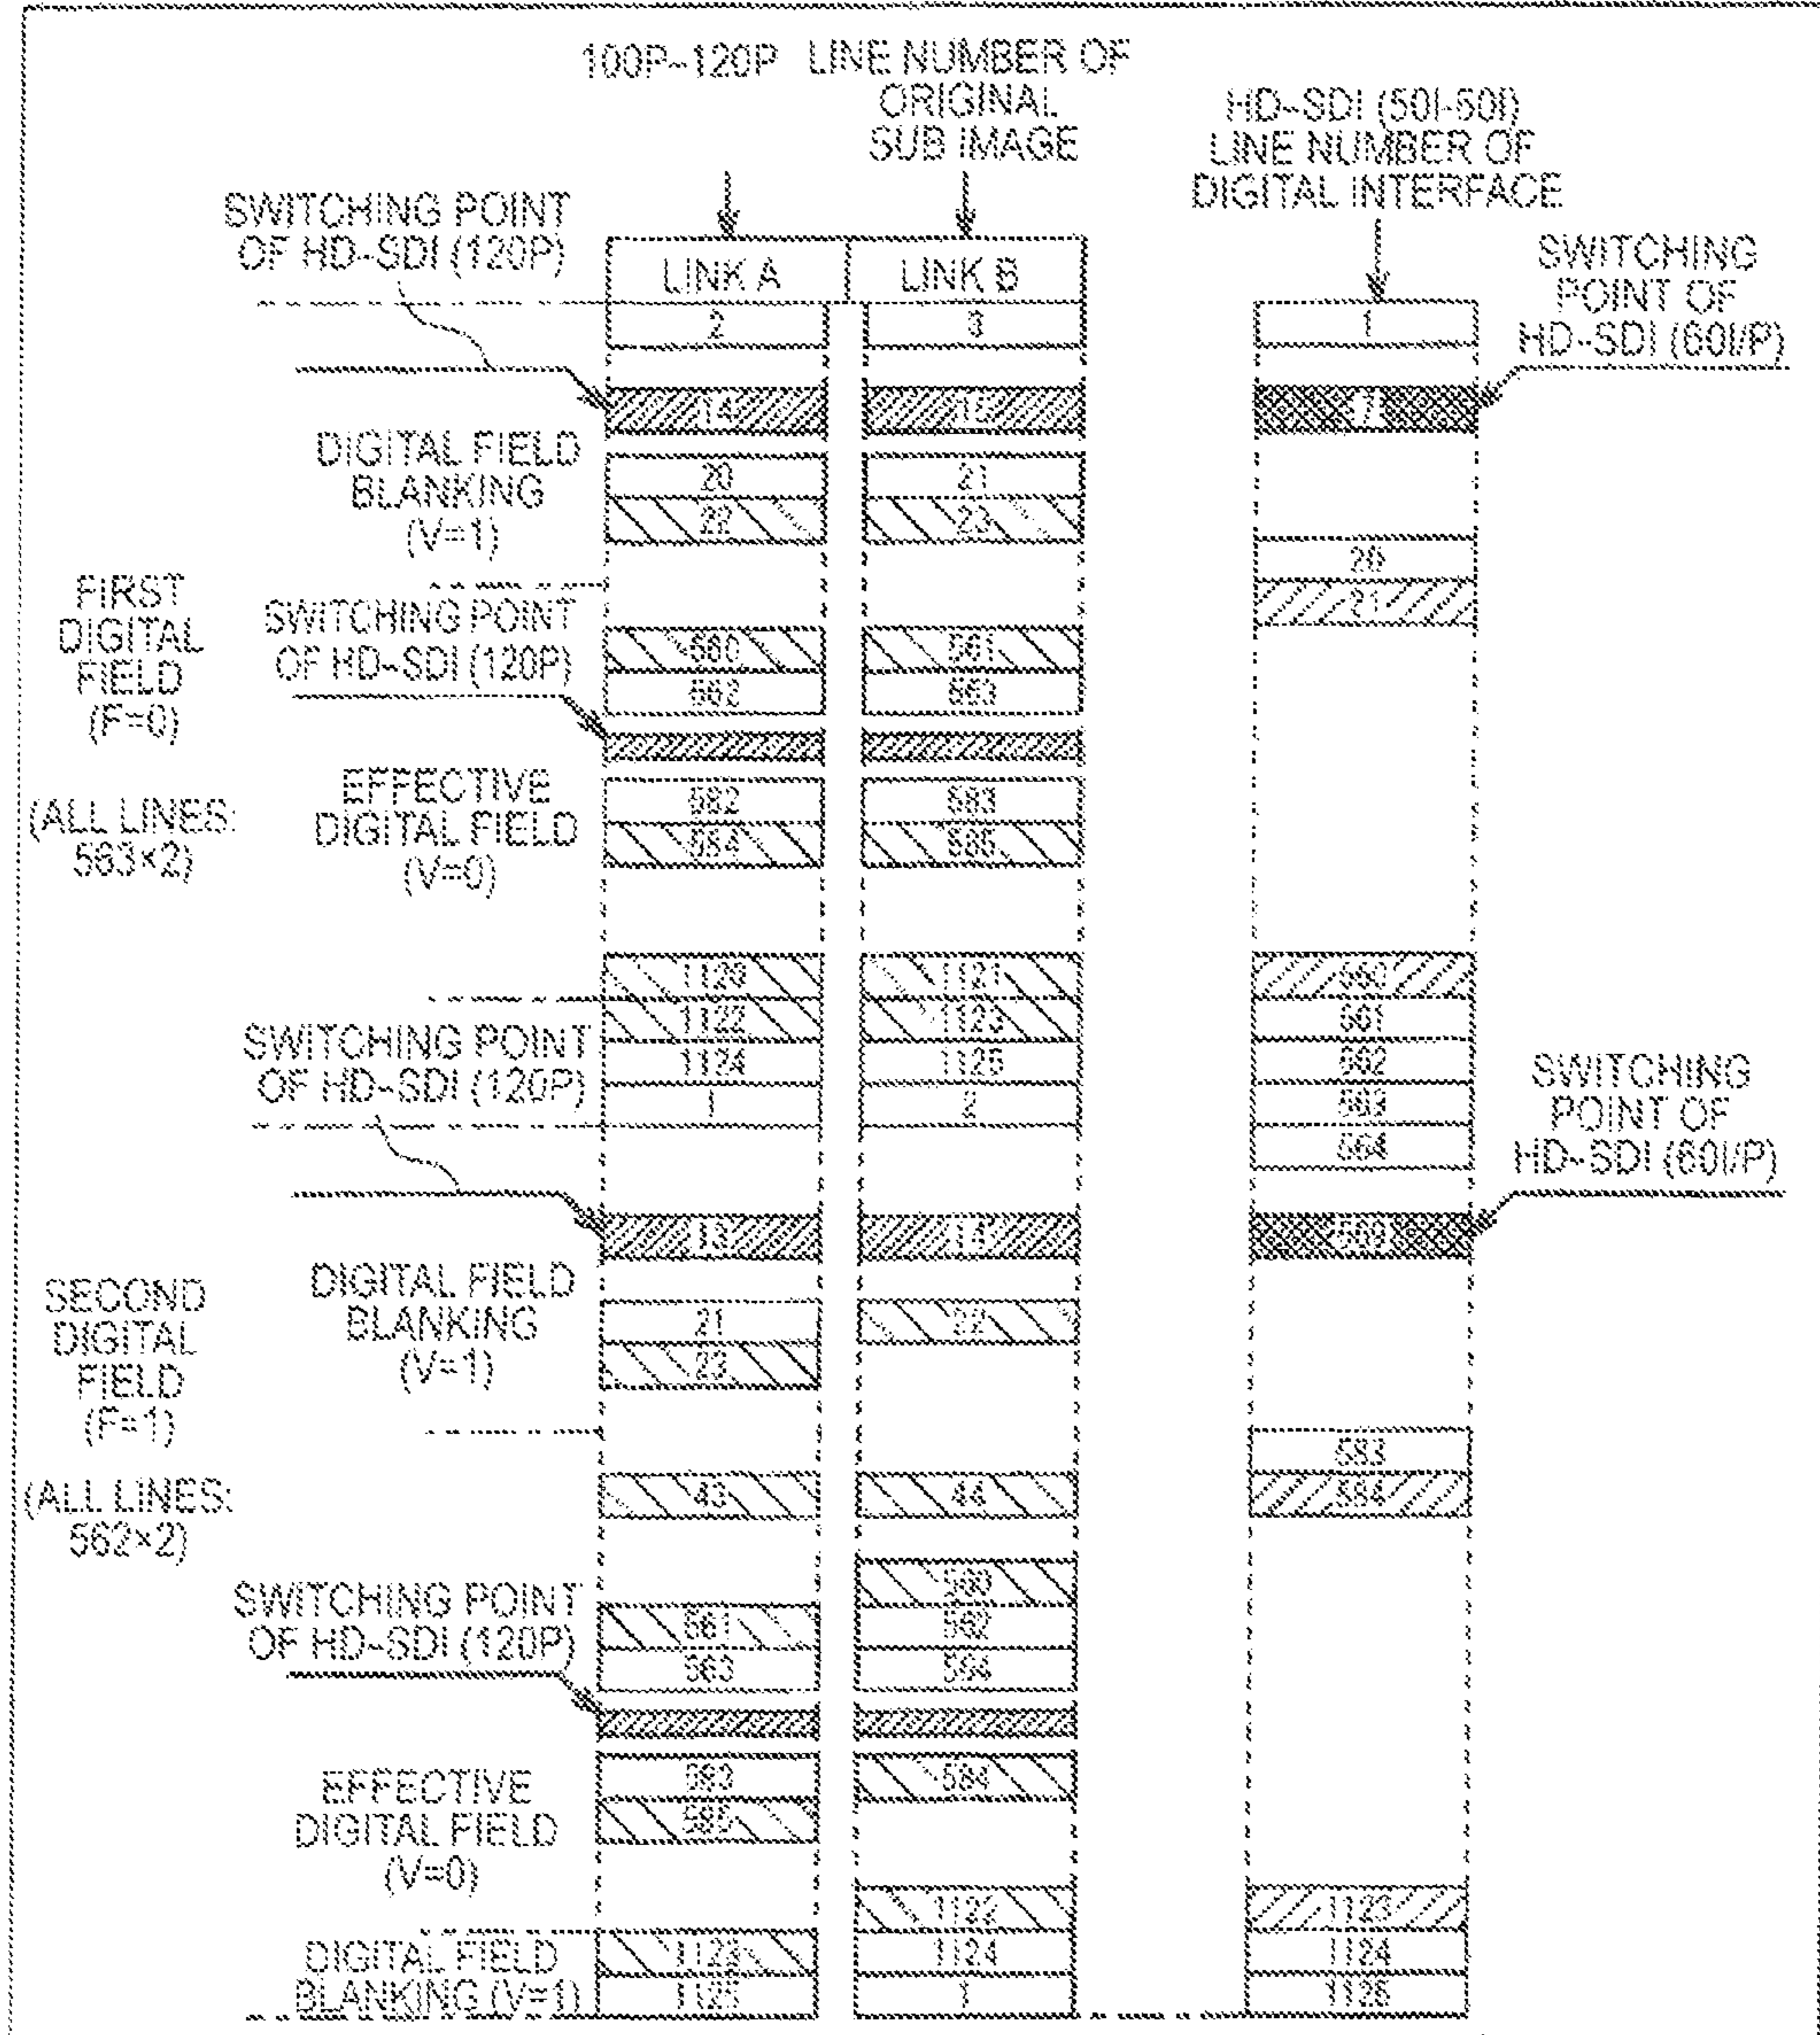 100P-120P LINE NUMBER OF
ORIGINAL
SUB IMAGE
HD-SDI (50I-60I)
LINE NUMBER OF
DIGITAL INTERFACE
SWITCHING POINT
OF HD-SDI (120P)
SWITCHING
POINT OF
HD-SDI (60I/P)
LINK A
LINK B
2
3
1
14
7
DIGITAL FIELD
BLANKING
(V=1)
20
21
22
23
20
21
FIRST
DIGITAL
FIELD
(F=0)
(ALL LINES:
563×2)
SWITCHING POINT
OF HD-SDI (120P)
560
561
562
563
EFFECTIVE
DIGITAL FIELD
(V=0)
582
583
584
585
1120
1121
560
1122
1123
561
1124
1125
562
1
2
563
564
SWITCHING POINT
OF HD-SDI (120P)
SWITCHING
POINT OF
HD-SDI (60I/P)
13
14
569
SECOND
DIGITAL
FIELD
(F=1)
(ALL LINES:
562×2)
DIGITAL FIELD
BLANKING
(V=1)
21
22
23
583
584
43
44
SWITCHING POINT
OF HD-SDI (120P)
560
561
562
563
564
EFFECTIVE
DIGITAL FIELD
(V=0)
583
584
585
1122
1123
DIGITAL FIELD
BLANKING (V=1)
1123
1124
1124
1125
1
1125